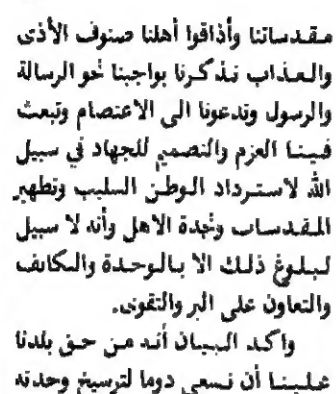 مقدساتنا وأذاقوا أهلنا صنوف الأذى
والعذاب تذكرنا بواجبنا نحو الرسالة
والرسول وتدعونا الى الاعتصام وتبعث
فينا العزم والتصميم للجهاد في سبيل
الله لاسترداد الوطن السليب وتطهير
المقدسات ونجدة الاهل وأنه لا سبيل
لبلوغ ذلك الا بالوحدة والتكاتف
والتعاون على البر والتقوى.
واكد البيان أنه من حق بلدنا
علينا أن نسعى دوما لترسيخ وحدته